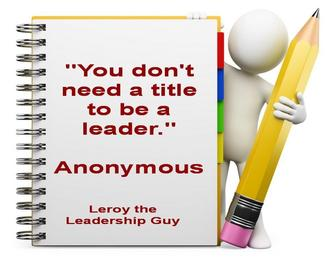 "You don't
need a title
to be a
leader."
Anonymous
Leroy the
Leadership Guy